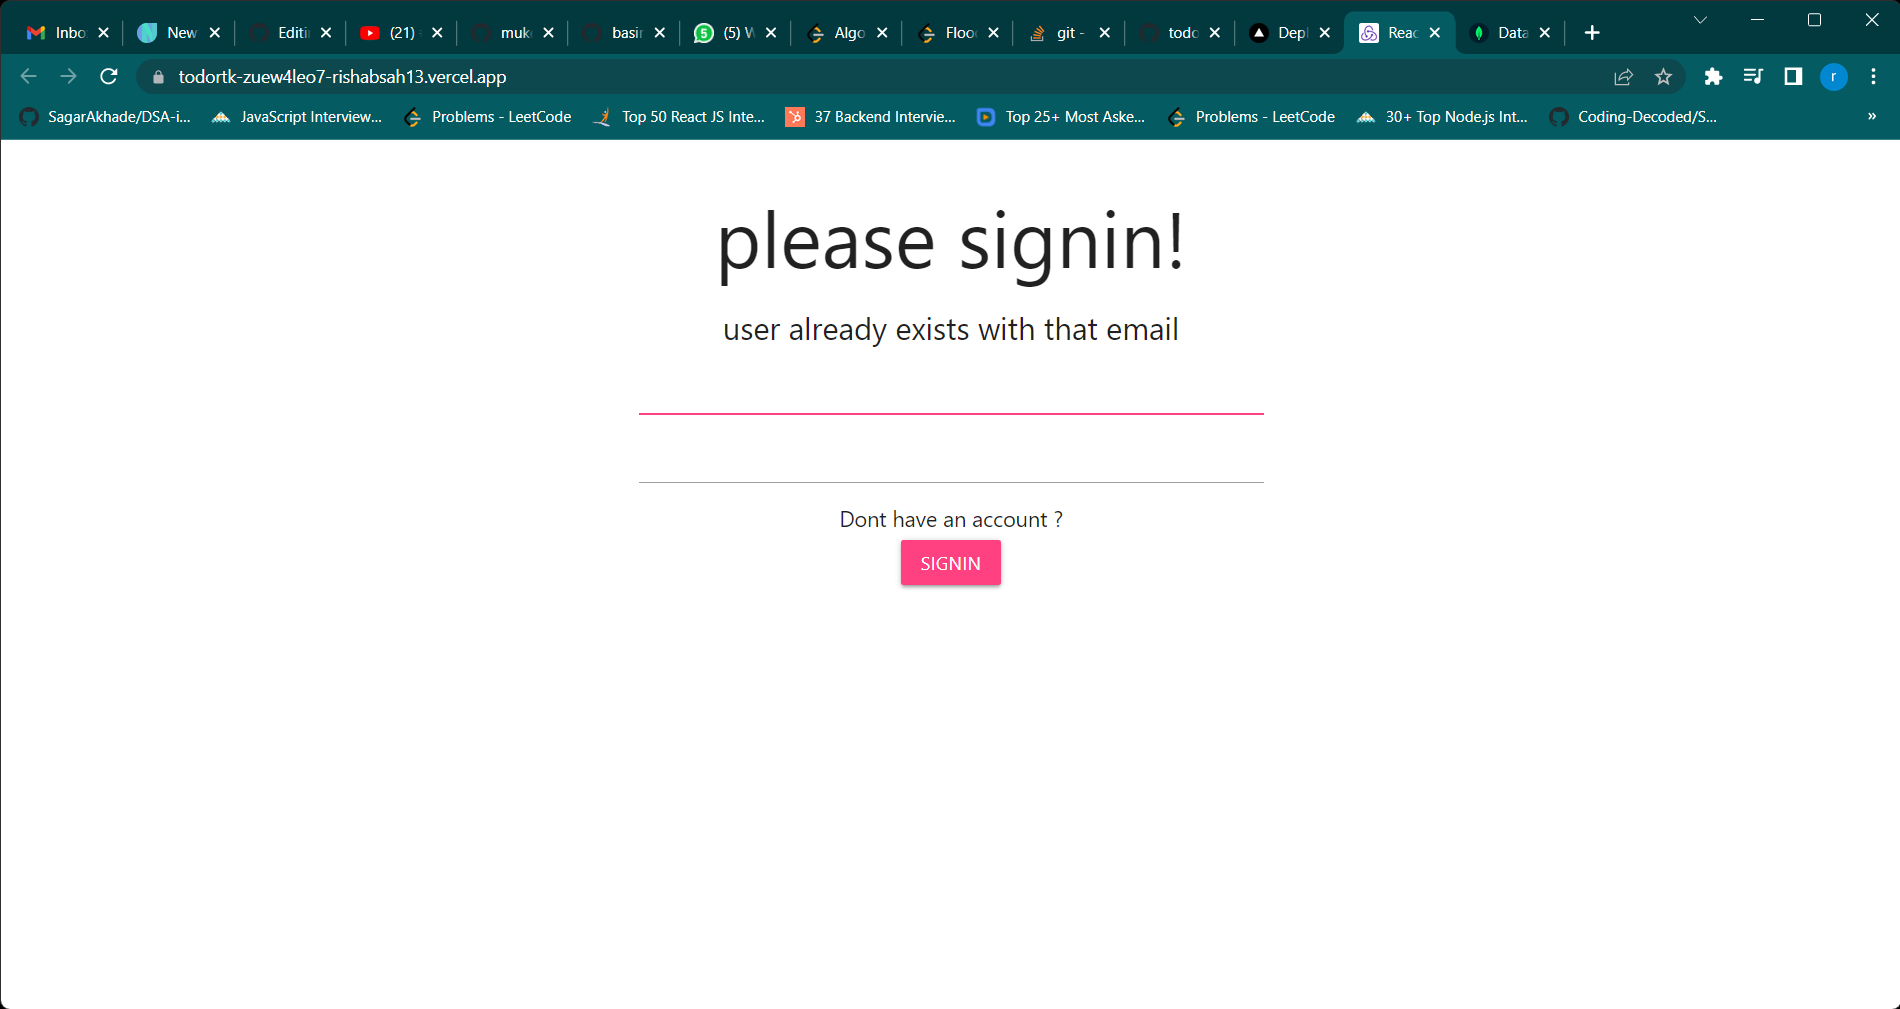 Inbo
New
Editi
(21)
muk
basi
(5) W
Algo
Floo
git -
todo
Depl
Reac
Data
todortk-zuew4leo7-rishabsah13.vercel.app
r
SagarAkhade/DSA-i...
JavaScript Interview...
Problems - LeetCode
Top 50 React JS Inte...
37 Backend Intervie...
Top 25+ Most Aske...
Problems - LeetCode
30+ Top Node.js Int...
Coding-Decoded/S...
»
please signin!
user already exists with that email
Dont have an account ?
SIGNIN